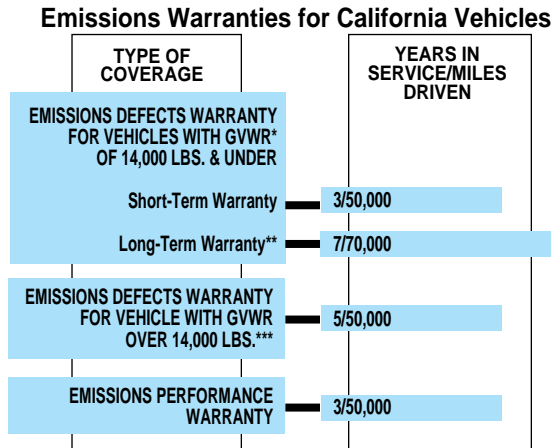 Emissions Warranties for California Vehicles
TYPE OF
COVERAGE
YEARS IN
SERVICE/MILES
DRIVEN
EMISSIONS DEFECTS WARRANTY
FOR VEHICLES WITH GVWR*
OF 14,000 LBS. & UNDER
Short-Term Warranty
3/50,000
Long-Term Warranty**
7/70,000
EMISSIONS DEFECTS WARRANTY
FOR VEHICLE WITH GVWR
OVER 14,000 LBS.***
5/50,000
EMISSIONS PERFORMANCE
WARRANTY
3/50,000